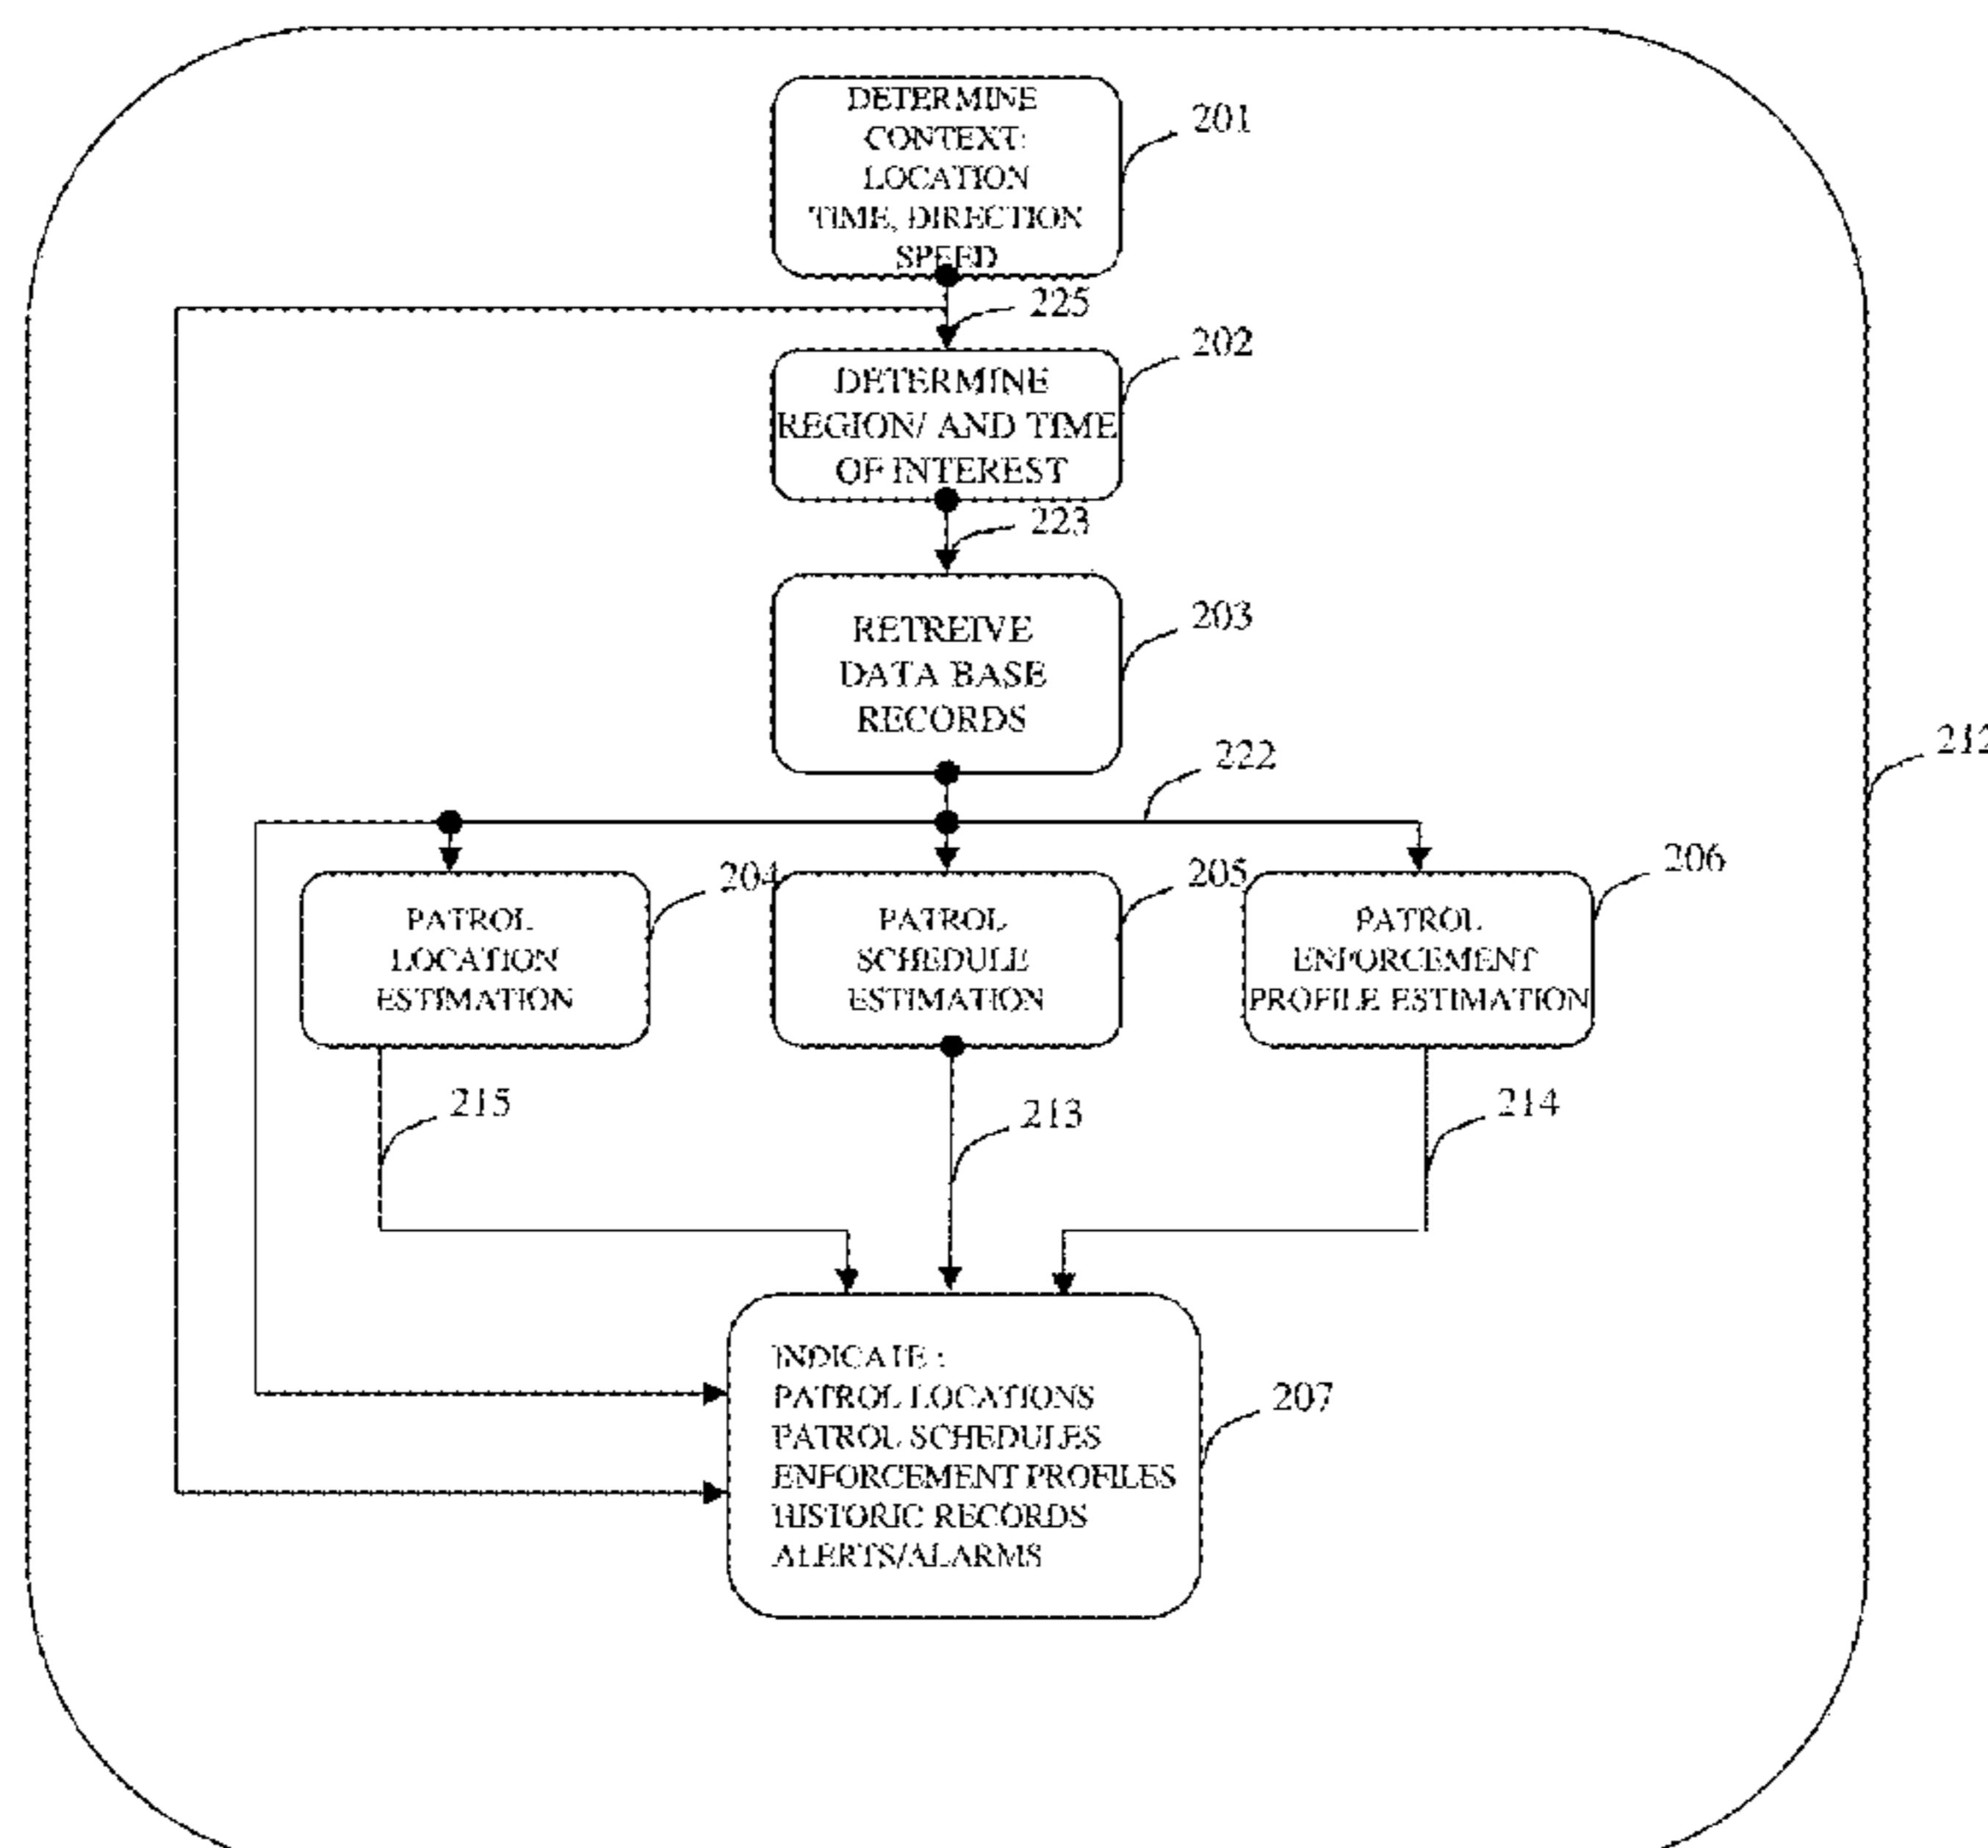 DETERMINE
CONTEXT:
LOCATION
TIME, DIRECTION
SPEED
201
225
202
DETERMINE
REGION/ AND TIME
OF INTEREST
223
RETREIVE
DATA BASE
RECORDS
203
212
222
204
205
206
PATROL
LOCATION
ESTIMATION
PATROL
SCHEDULE
ESTIMATION
PATROL
ENFORCEMENT
PROFILE ESTIMATION
215
213
214
INDICATE :
PATROL LOCATIONS
PATROL SCHEDULES
ENFORCEMENT PROFILES
HISTORIC RECORDS
ALERTS/ALARMS
207